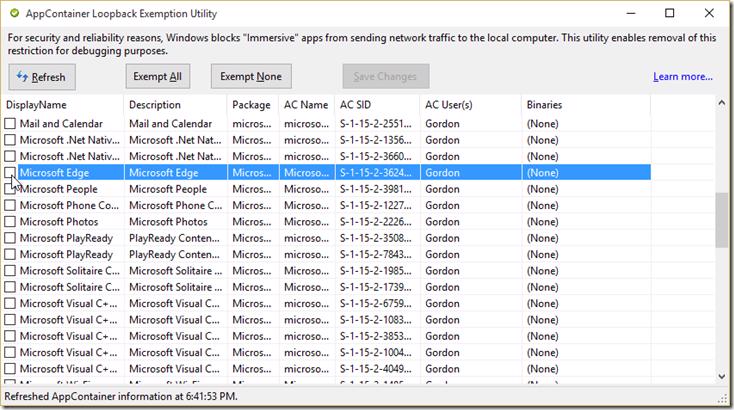 AppContainer Loopback Exemption Utility
For security and reliability reasons, Windows blocks "Immersive" apps from sending network traffic to the local computer. This utility enables removal of this
restriction for debugging purposes.
Refresh Exempt All Exempt None Save Changes Learn more...
DisplayName Description Package AC Name AC SID AC User(s) Binaries
Mail and Calendar Mail and Calendar micros... microso... S-1-15-2-2551... Gordon (None)
Microsoft .Net Nativ... Microsoft .Net Nat... Micros... microso... S-1-15-2-1356... Gordon (None)
Microsoft .Net Nativ... Microsoft .Net Nat... Micros... microso... S-1-15-2-3660... Gordon (None)
Microsoft Edge Microsoft Edge Micros... microso... S-1-15-2-3624... Gordon (None)
Microsoft People Microsoft People Micros... microso... S-1-15-2-3981... Gordon (None)
Microsoft Phone Co... Microsoft Phone C... Micros... microso... S-1-15-2-1227... Gordon (None)
Microsoft Photos Microsoft Photos Micros... microso... S-1-15-2-2226... Gordon (None)
Microsoft PlayReady PlayReady Conten... Micros... microso... S-1-15-2-3508... Gordon (None)
Microsoft PlayReady PlayReady Conten... Micros... microso... S-1-15-2-7843... Gordon (None)
Microsoft Solitaire C... Microsoft Solitaire ... Micros... microso... S-1-15-2-1985... Gordon (None)
Microsoft Solitaire C... Microsoft Solitaire ... Micros... microso... S-1-15-2-1739... Gordon (None)
Microsoft Visual C+... Microsoft Visual C... Micros... microso... S-1-15-2-6759... Gordon (None)
Microsoft Visual C+... Microsoft Visual C... Micros... microso... S-1-15-2-1083... Gordon (None)
Microsoft Visual C+... Microsoft Visual C... Micros... microso... S-1-15-2-3853... Gordon (None)
Microsoft Visual C+... Microsoft Visual C... Micros... microso... S-1-15-2-1004... Gordon (None)
Microsoft Visual C+... Microsoft Visual C... Micros... microso... S-1-15-2-4049... Gordon (None)
Refreshed AppContainer information at 6:41:53 PM.